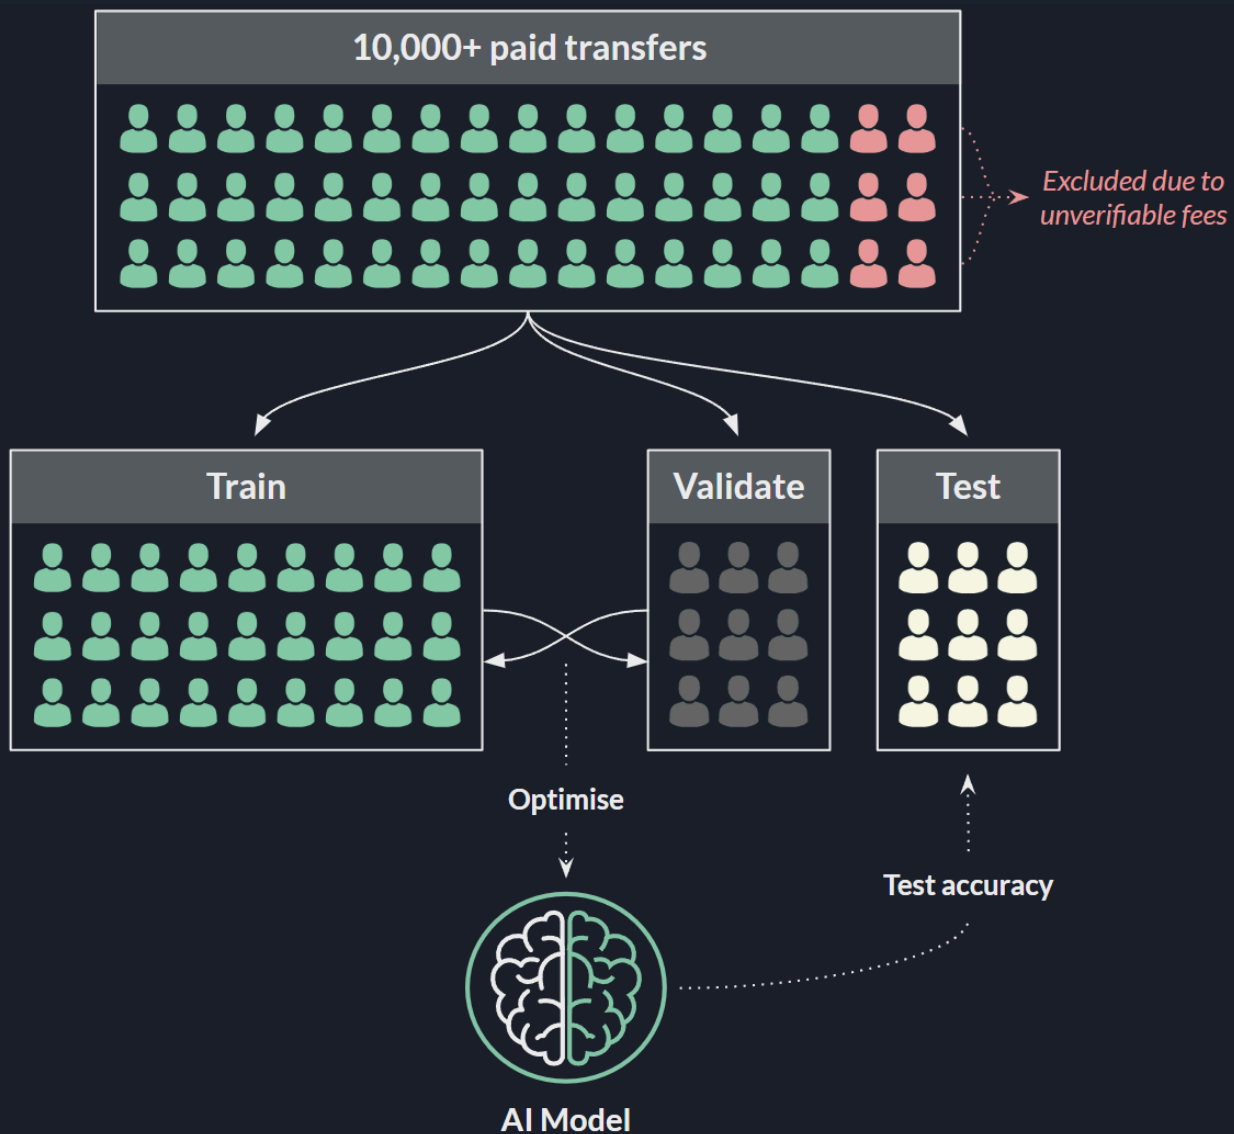 10,000+ paid transfers
Excluded due to
unverifiable fees
Train
Validate
Test
Optimise
Test accuracy
AI Model